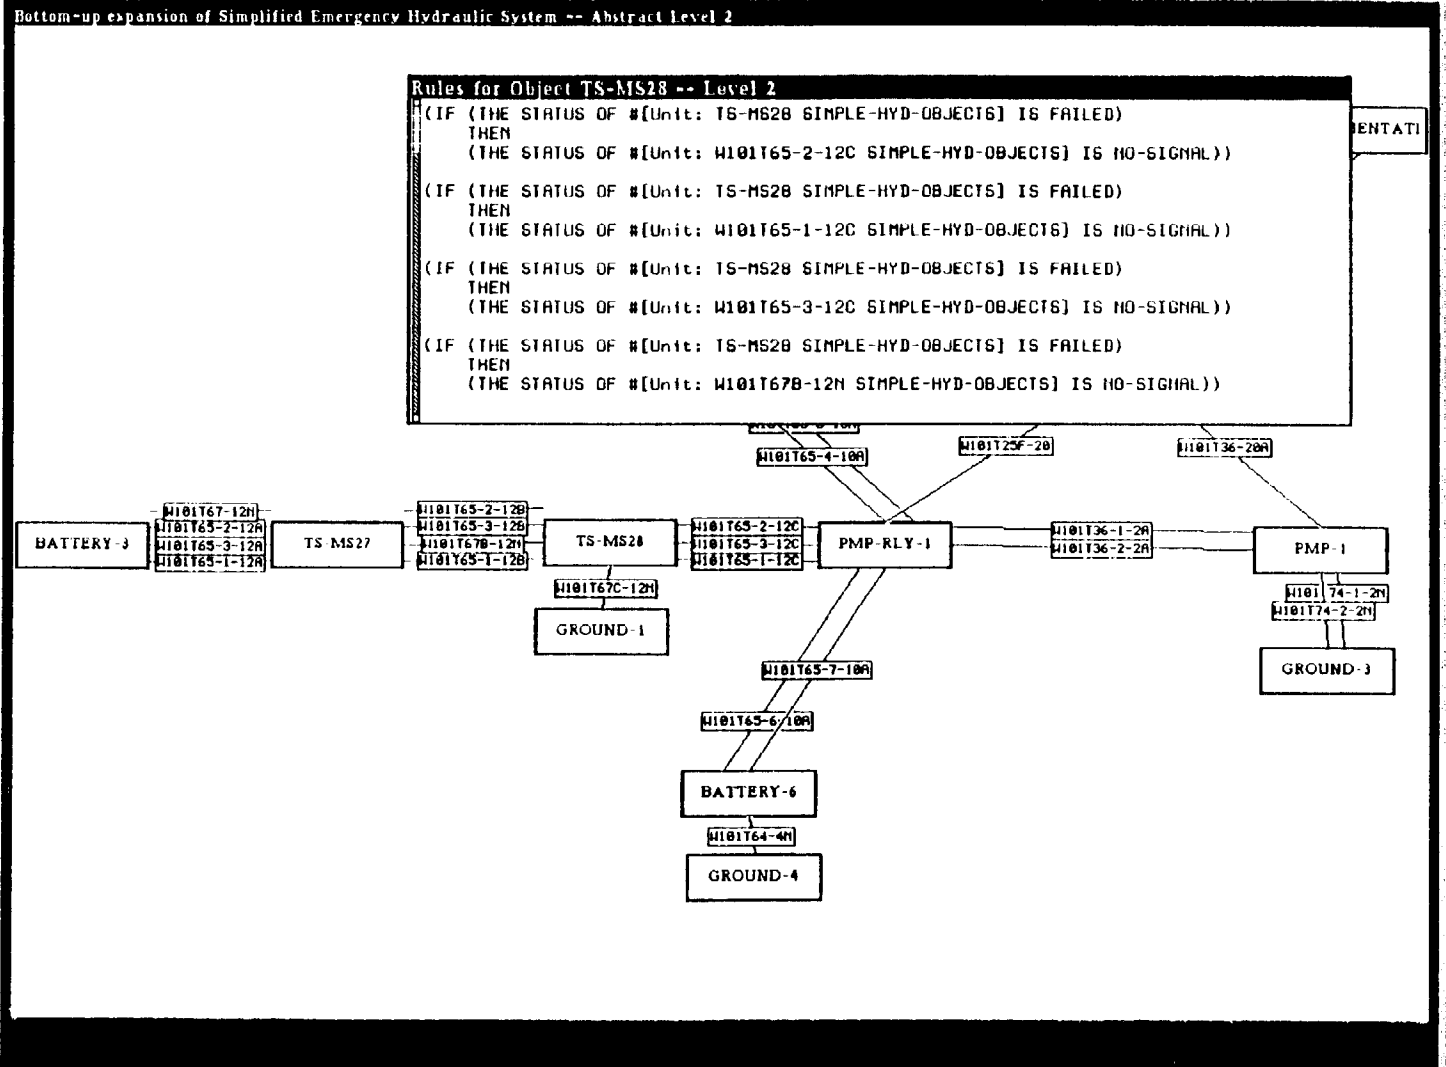 Bottom-up expansion of Simplified Emergency Hydraulic System -- Abstract Level 2
Rules for Object TS-MS28 -- Level 2
(IF (THE STATUS OF #[Unit: TS-MS28 SIMPLE-HYD-OBJECTS] IS FAILED)
THEN
(THE STATUS OF #[Unit: W101T65-2-12C SIMPLE-HYD-OBJECTS] IS NO-SIGNAL))
(IF (THE STATUS OF #[Unit: TS-MS28 SIMPLE-HYD-OBJECTS] IS FAILED)
THEN
(THE STATUS OF #[Unit: W101T65-1-12C SIMPLE-HYD-OBJECTS] IS NO-SIGNAL))
(IF (THE STATUS OF #[Unit: TS-MS28 SIMPLE-HYD-OBJECTS] IS FAILED)
THEN
(THE STATUS OF #[Unit: W101T65-3-12C SIMPLE-HYD-OBJECTS] IS NO-SIGNAL))
(IF (THE STATUS OF #[Unit: TS-MS28 SIMPLE-HYD-OBJECTS] IS FAILED)
THEN
(THE STATUS OF #[Unit: W101T67B-12N SIMPLE-HYD-OBJECTS] IS NO-SIGNAL))
ENTATI
W101T65-4-10A
W101T25F-20
W101T36-20A
BATTERY-3
W101T67-12N
W101T65-2-12A
W101T65-3-12A
W101T65-1-12A
TS-MS27
W101T65-2-12B
W101T65-3-12B
W101T67B-12N
W101T65-1-12B
TS-MS28
W101T65-2-12C
W101T65-3-12C
W101T65-1-12C
PMP-RLY-1
W101T36-1-2A
W101T36-2-2A
PMP-1
W101T67C-12N
GROUND-1
W101T74-1-2N
W101T74-2-2N
GROUND-3
W101T65-7-10A
W101T65-6-10A
BATTERY-6
W101T64-4N
GROUND-4